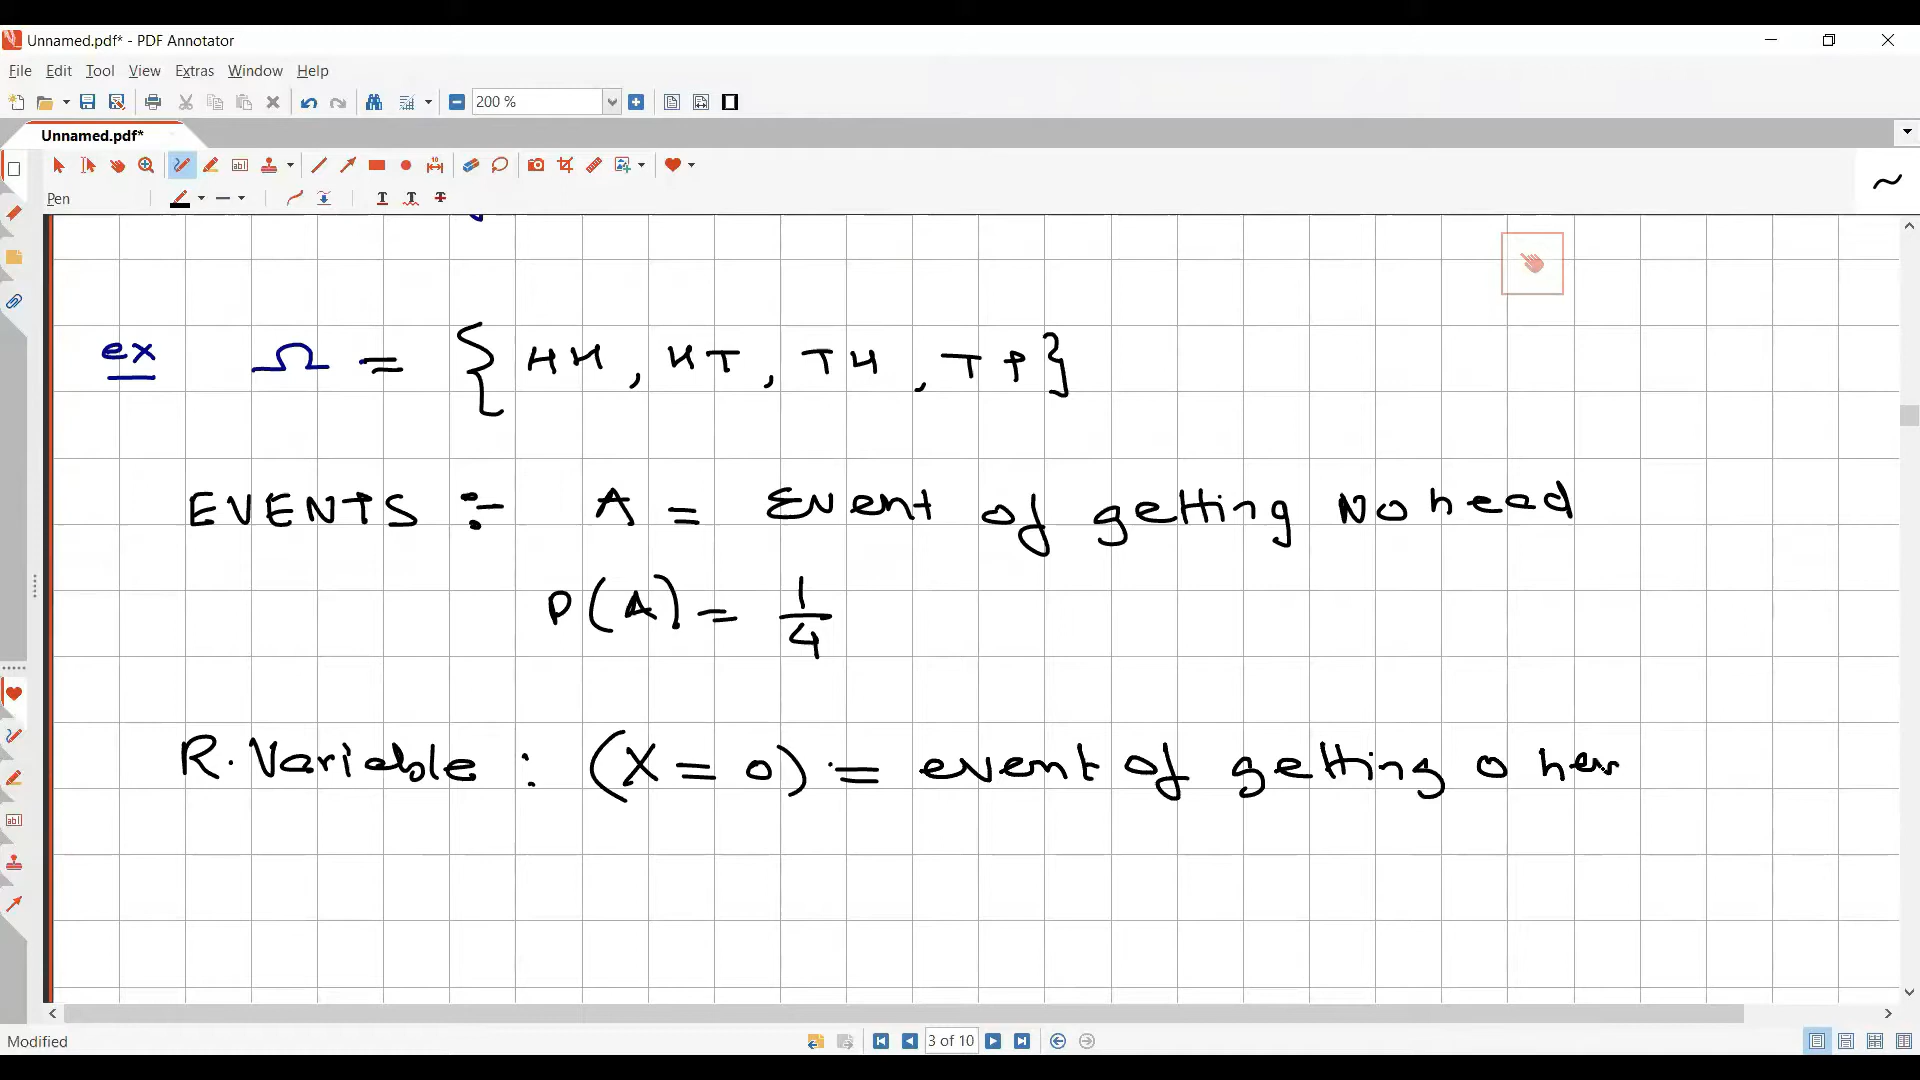 Unnamed.pdf* - PDF Annotator
File Edit Tool View Extras Window Help
200 %
Unnamed.pdf*
Pen
ex Ω = { HH, HT, TH, TT }
EVENTS :- A = Event of getting No head
P(A) = 1/4
R. Variable : (X = 0) = event of getting 0 hea
Modified
3 of 10